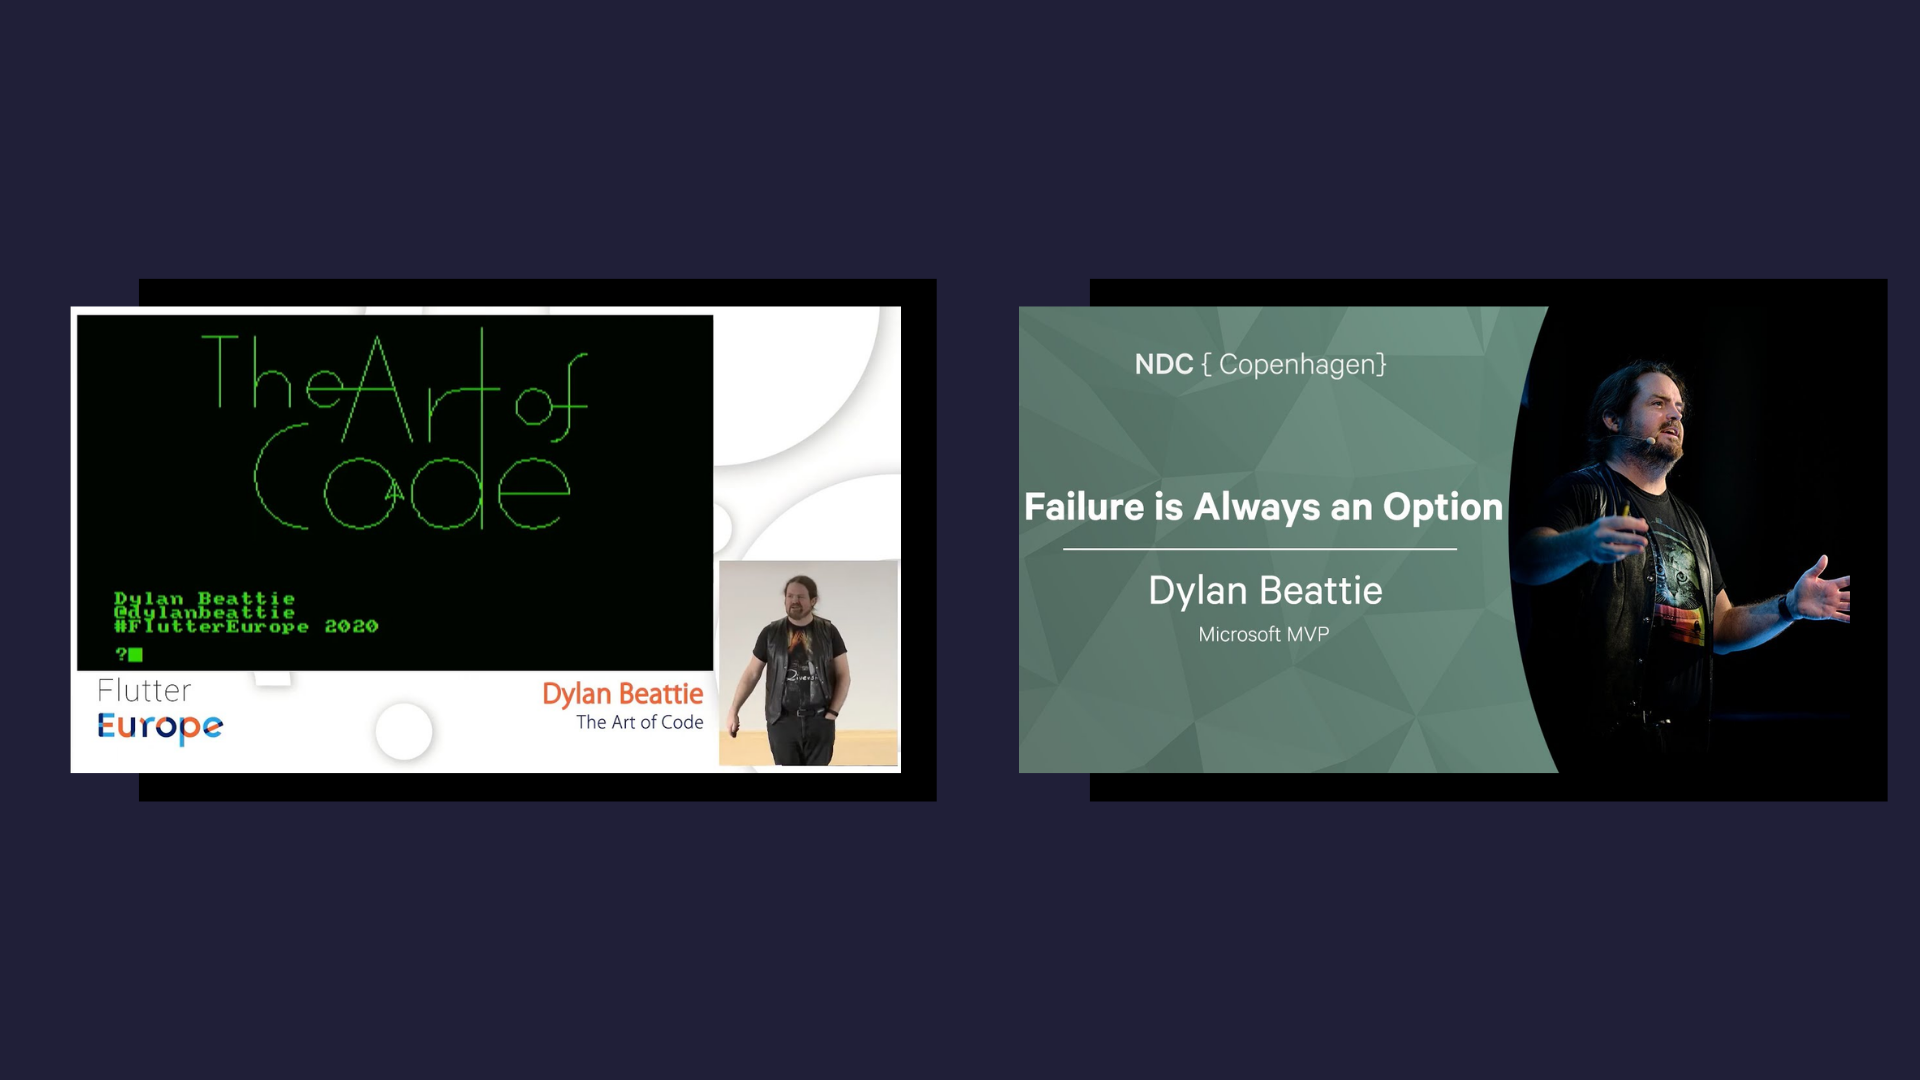 The Art of
Code
Dylan Beattie
@dylanbeattie
#FlutterEurope 2020
?
Flutter
Europe
Dylan Beattie
The Art of Code
NDC { Copenhagen}
Failure is Always an Option
Dylan Beattie
Microsoft MVP